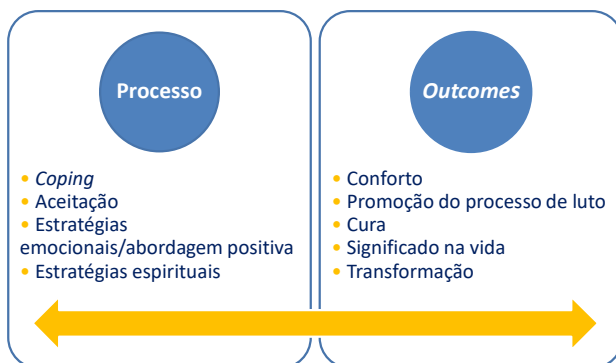 Processo
• Coping
• Aceitação
• Estratégias
emocionais/abordagem positiva
• Estratégias espirituais
Outcomes
• Conforto
• Promoção do processo de luto
• Cura
• Significado na vida
• Transformação